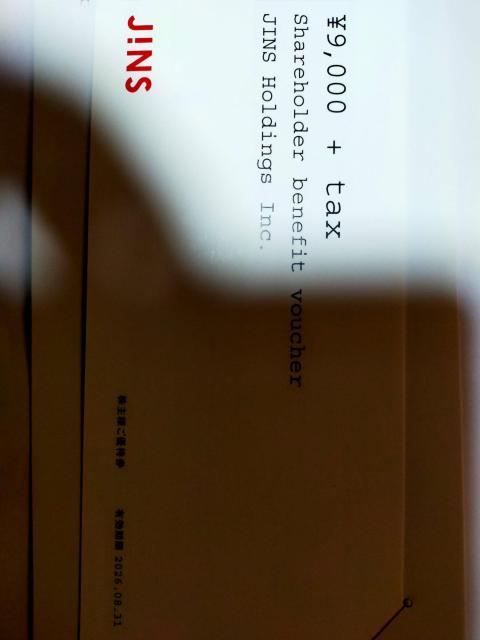 ¥9,000 + tax
Shareholder benefit voucher
JINS Holdings Inc.
J!NS
株主様ご優待券
有効期限 2026.08.31